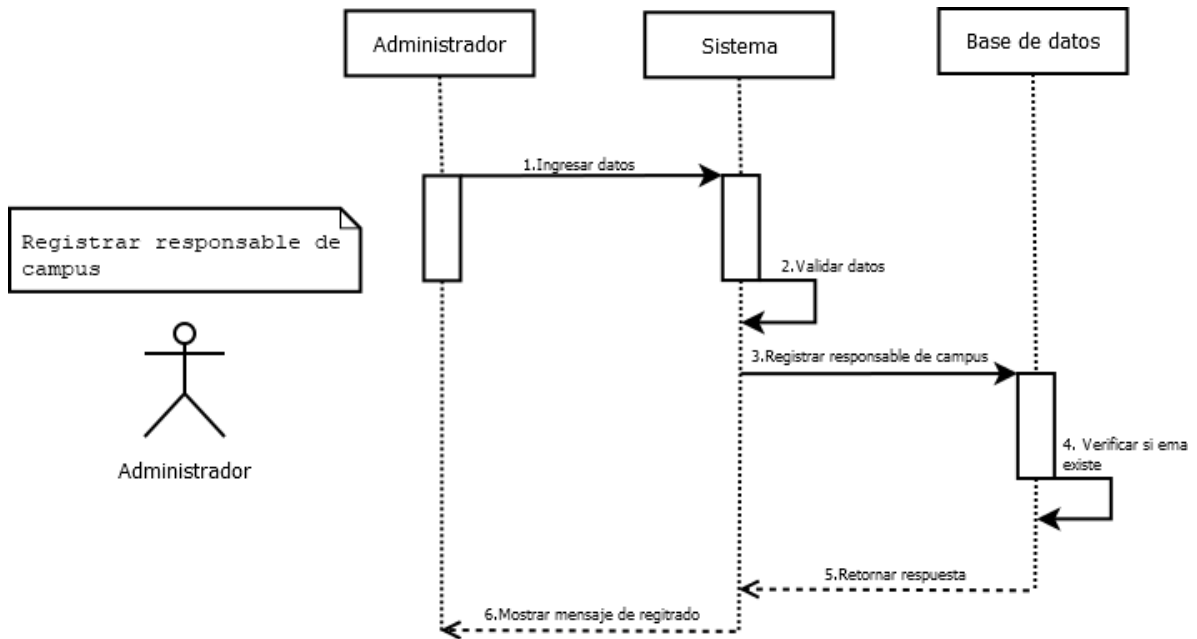 Administrador
Sistema
Base de datos
1.Ingresar datos
Registrar responsable de
campus
2.Validar datos
3.Registrar responsable de campus
4. Verificar si ema
existe
Administrador
5.Retornar respuesta
6.Mostrar mensaje de regitrado